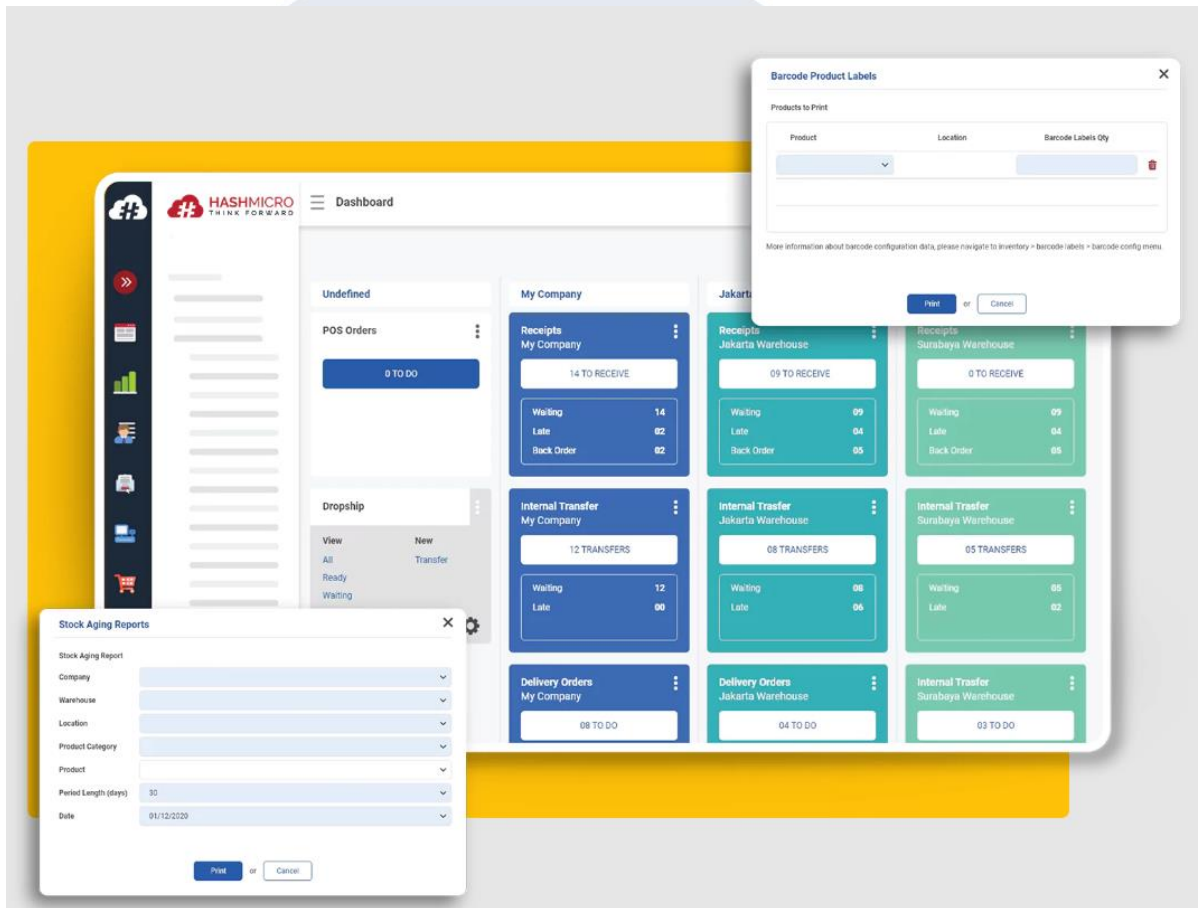 Barcode Product Labels
Products to Print
Product Location Barcode Labels Qty
More information about barcode configuration data, please navigate to inventory > barcode labels > barcode config menu.
Print or Cancel
HASHMICRO
THINK FORWARD
Dashboard
Undefined
POS Orders
0 TO DO
Dropship
View New
All Transfer
Ready
Waiting
My Company
Receipts
My Company
14 TO RECEIVE
Waiting 14
Late 02
Back Order 02
Internal Transfer
My Company
12 TRANSFERS
Waiting 12
Late 00
Delivery Orders
My Company
08 TO DO
Jakart
Receipts
Jakarta Warehouse
09 TO RECEIVE
Waiting 09
Late 04
Back Order 05
Internal Trasfer
Jakarta Warehouse
08 TRANSFERS
Waiting 08
Late 06
Delivery Orders
Jakarta Warehouse
04 TO DO
Receipts
Surabaya Warehouse
0 TO RECEIVE
Waiting 09
Late 04
Back Order 05
Internal Trasfer
Surabaya Warehouse
05 TRANSFERS
Waiting 05
Late 02
Internal Trasfer
Surabaya Warehouse
03 TO DO
Stock Aging Reports
Stock Aging Report
Company
Warehouse
Location
Product Category
Product
Period Length (days) 30
Date 01/12/2020
Print or Cancel